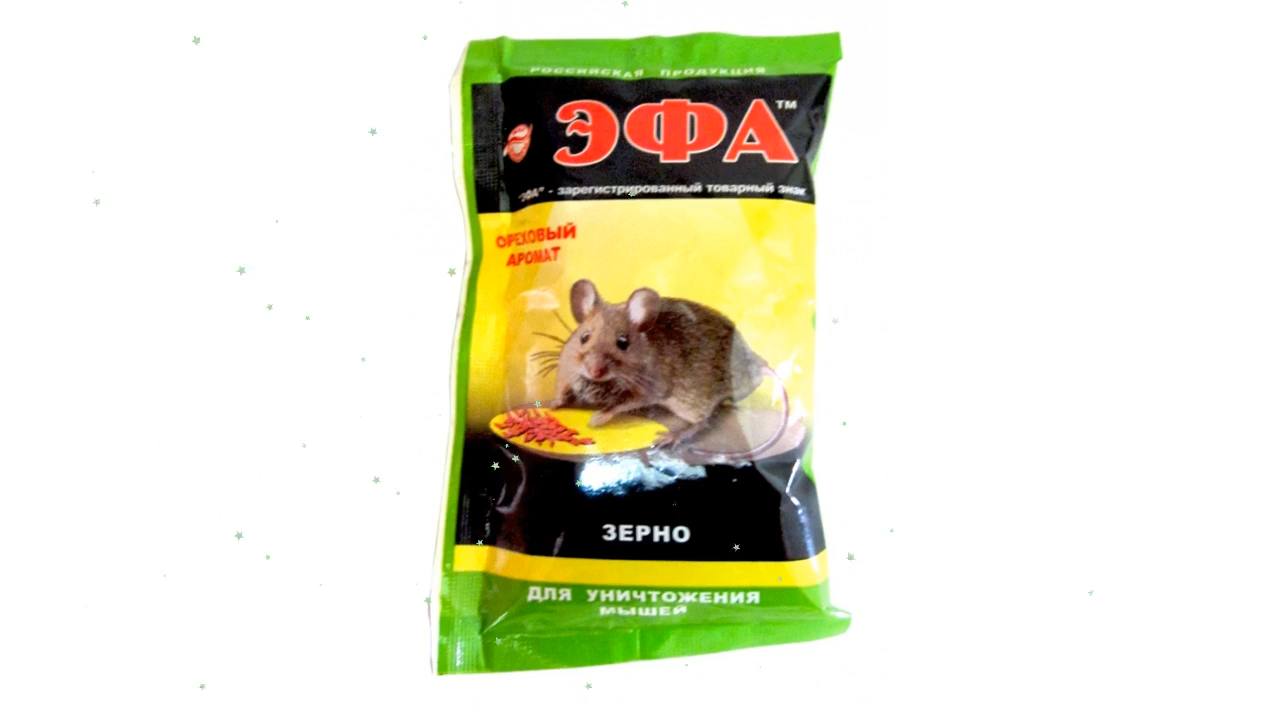 РОССИЙСКАЯ ПРОДУКЦИЯ
ЭФА™
"ЭФА" - зарегистрированный товарный знак
ОРЕХОВЫЙ
АРОМАТ
ЗЕРНО
ДЛЯ УНИЧТОЖЕНИЯ
МЫШЕЙ